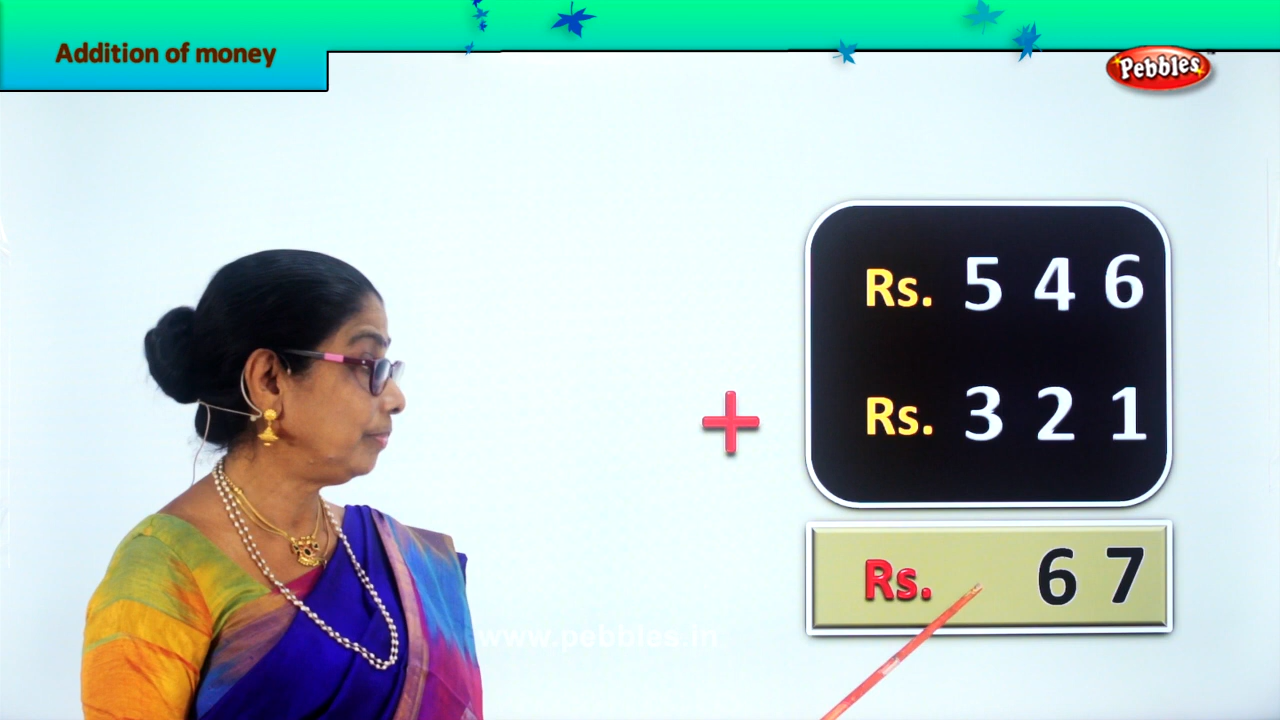 Addition of money
Pebbles
Rs. 5 4 6
+ Rs. 3 2 1
Rs. 6 7
www.pebbles.in